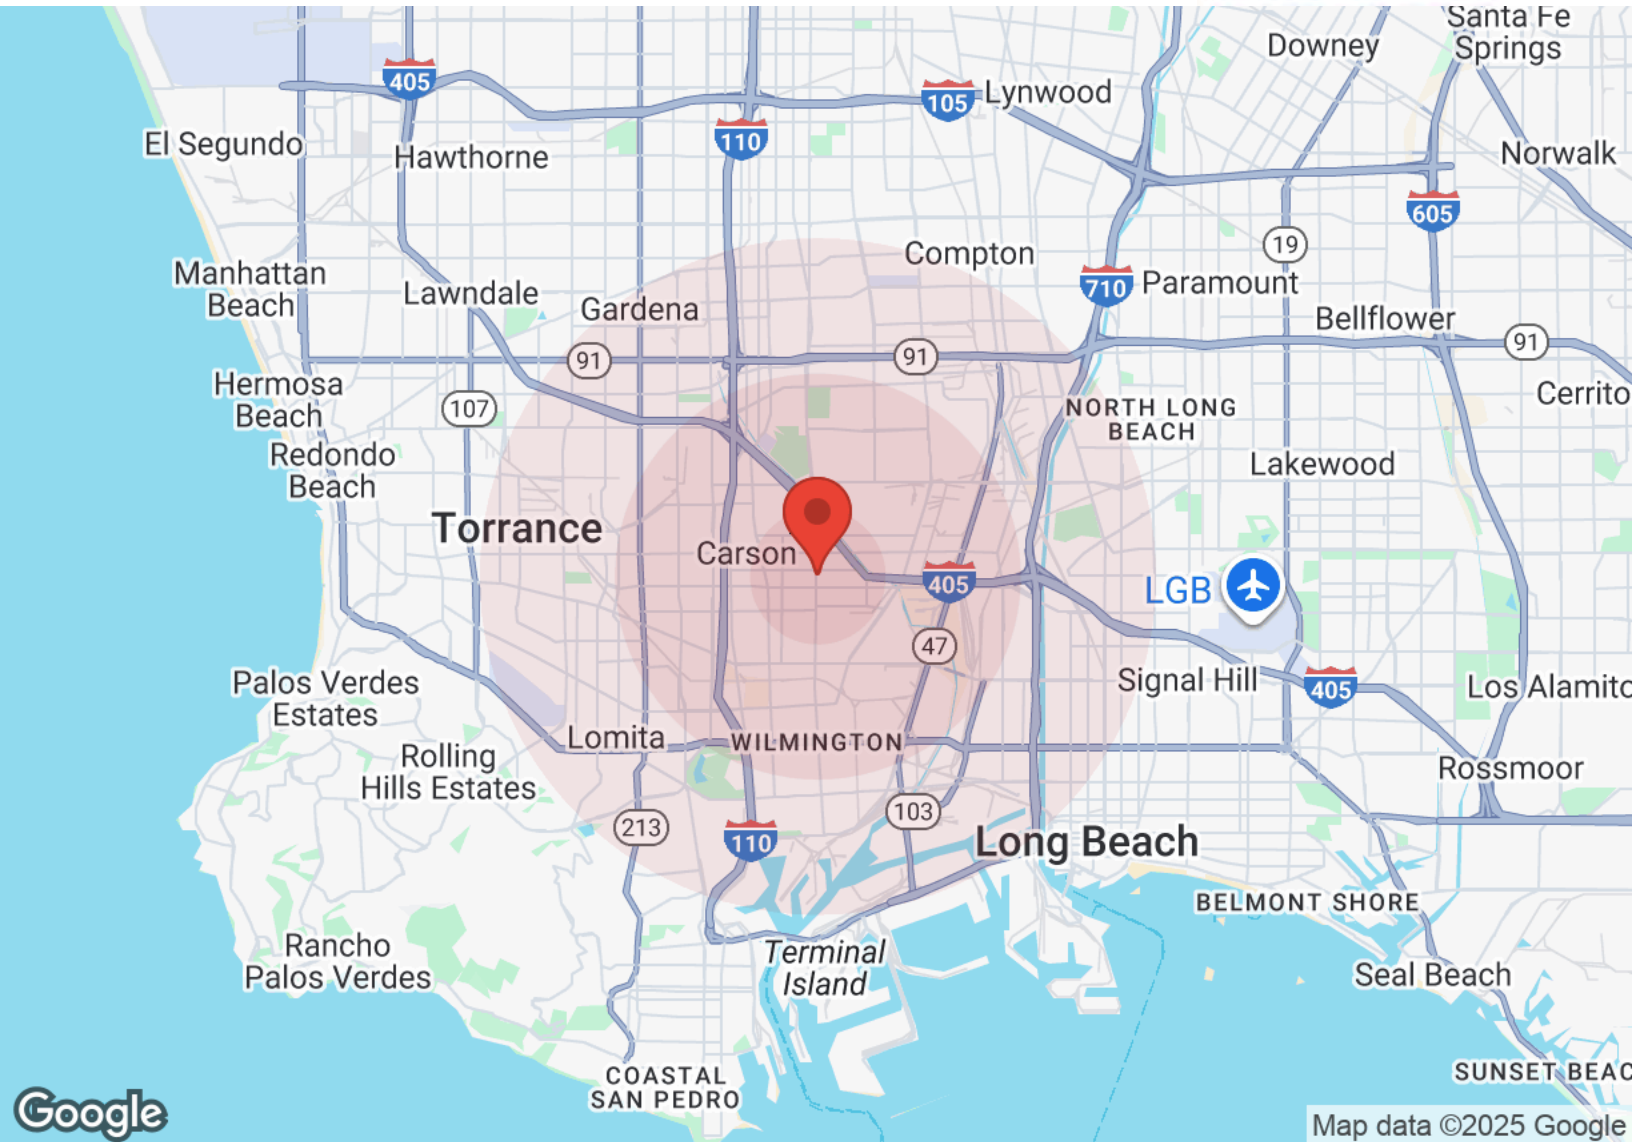 Santa Fe
Springs
Downey
405
105
Lynwood
110
El Segundo
Hawthorne
Norwalk
605
19
Compton
Manhattan
Beach
Lawndale
Gardena
710
Paramount
Bellflower
91
91
91
Hermosa
Beach
107
Cerrito
NORTH LONG
BEACH
Redondo
Beach
Lakewood
Torrance
Carson
405
LGB
47
Palos Verdes
Estates
Signal Hill
405
Los Alamitc
Lomita
WILMINGTON
Rolling
Hills Estates
Rossmoor
213
110
103
Long Beach
BELMONT SHORE
Rancho
Palos Verdes
Terminal
Island
Seal Beach
COASTAL
SAN PEDRO
SUNSET BEAC
Google
Map data ©2025 Google